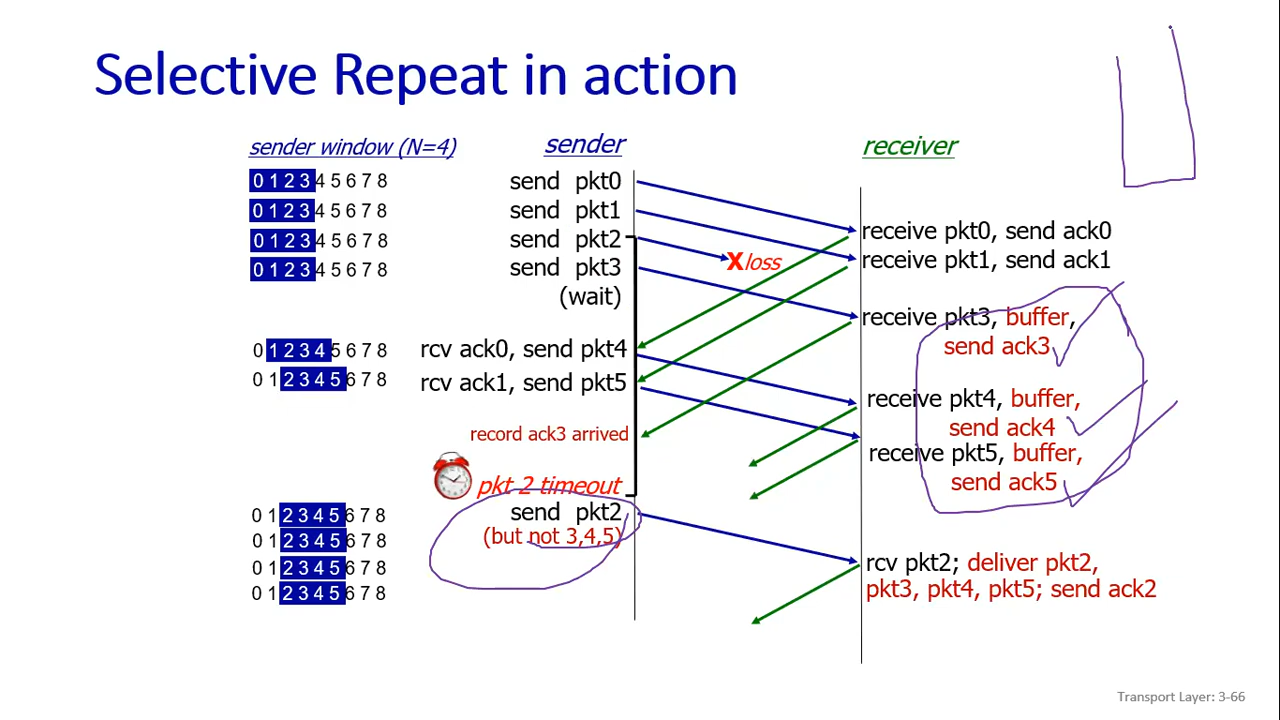 Selective Repeat in action
sender window (N=4)
sender
receiver
0 1 2 3 4 5 6 7 8
send pkt0
0 1 2 3 4 5 6 7 8
send pkt1
0 1 2 3 4 5 6 7 8
send pkt2
0 1 2 3 4 5 6 7 8
send pkt3
(wait)
X loss
receive pkt0, send ack0
receive pkt1, send ack1
receive pkt3, buffer,
send ack3
0 1 2 3 4 5 6 7 8
rcv ack0, send pkt4
0 1 2 3 4 5 6 7 8
rcv ack1, send pkt5
receive pkt4, buffer,
send ack4
record ack3 arrived
receive pkt5, buffer,
send ack5
pkt 2 timeout
0 1 2 3 4 5 6 7 8
send pkt2
0 1 2 3 4 5 6 7 8
(but not 3,4,5)
0 1 2 3 4 5 6 7 8
0 1 2 3 4 5 6 7 8
rcv pkt2; deliver pkt2,
pkt3, pkt4, pkt5; send ack2
Transport Layer: 3-66